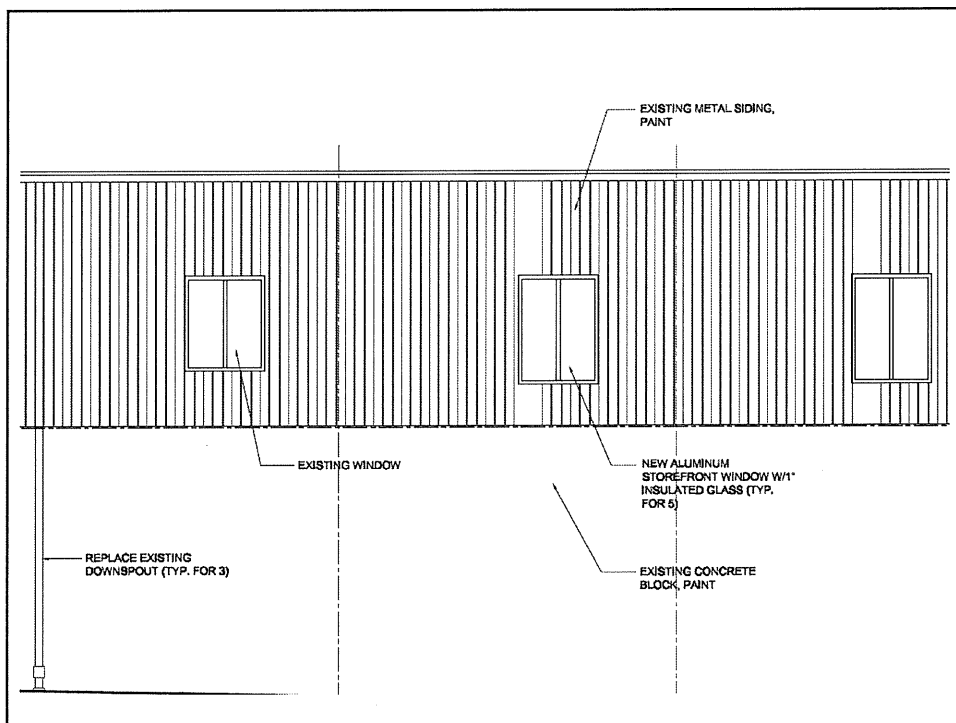 EXISTING METAL SIDING,
PAINT
EXISTING WINDOW
NEW ALUMINUM
STOREFRONT WINDOW W/1"
INSULATED GLASS (TYP.
FOR 5)
REPLACE EXISTING
DOWNSPOUT (TYP. FOR 3)
EXISTING CONCRETE
BLOCK, PAINT